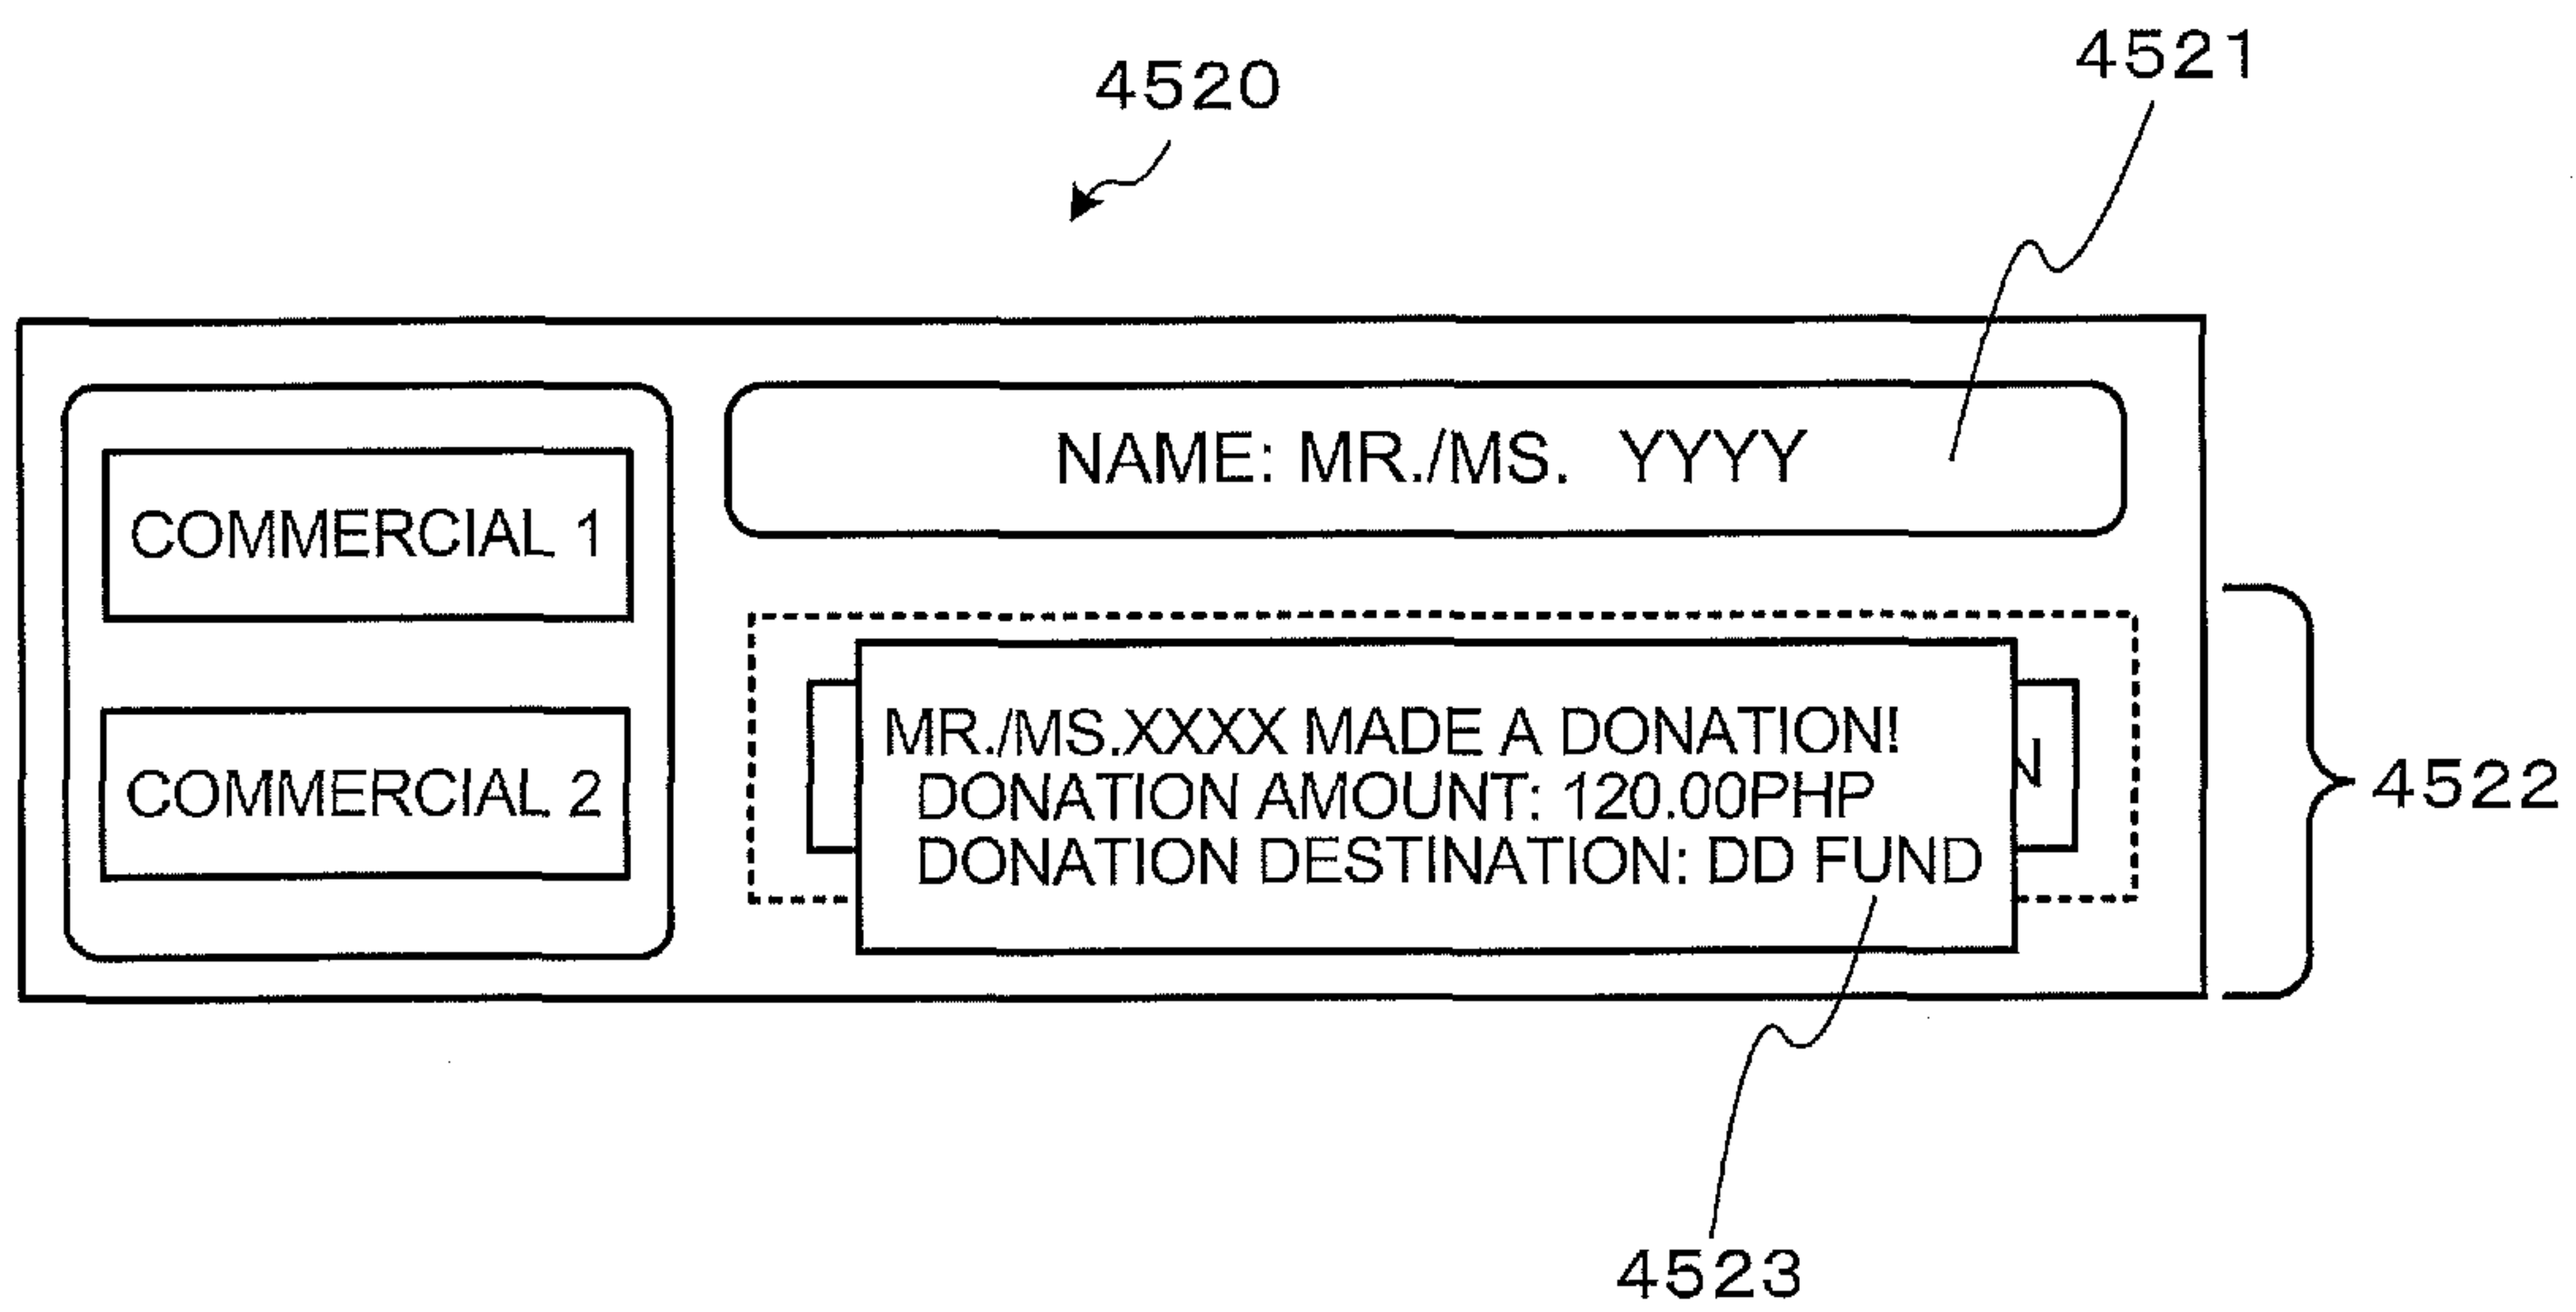 4520
4521
NAME: MR./MS. YYYY
COMMERCIAL 1
COMMERCIAL 2
MR./MS.XXXX MADE A DONATION!
DONATION AMOUNT: 120.00PHP
DONATION DESTINATION: DD FUND
N
4522
4523